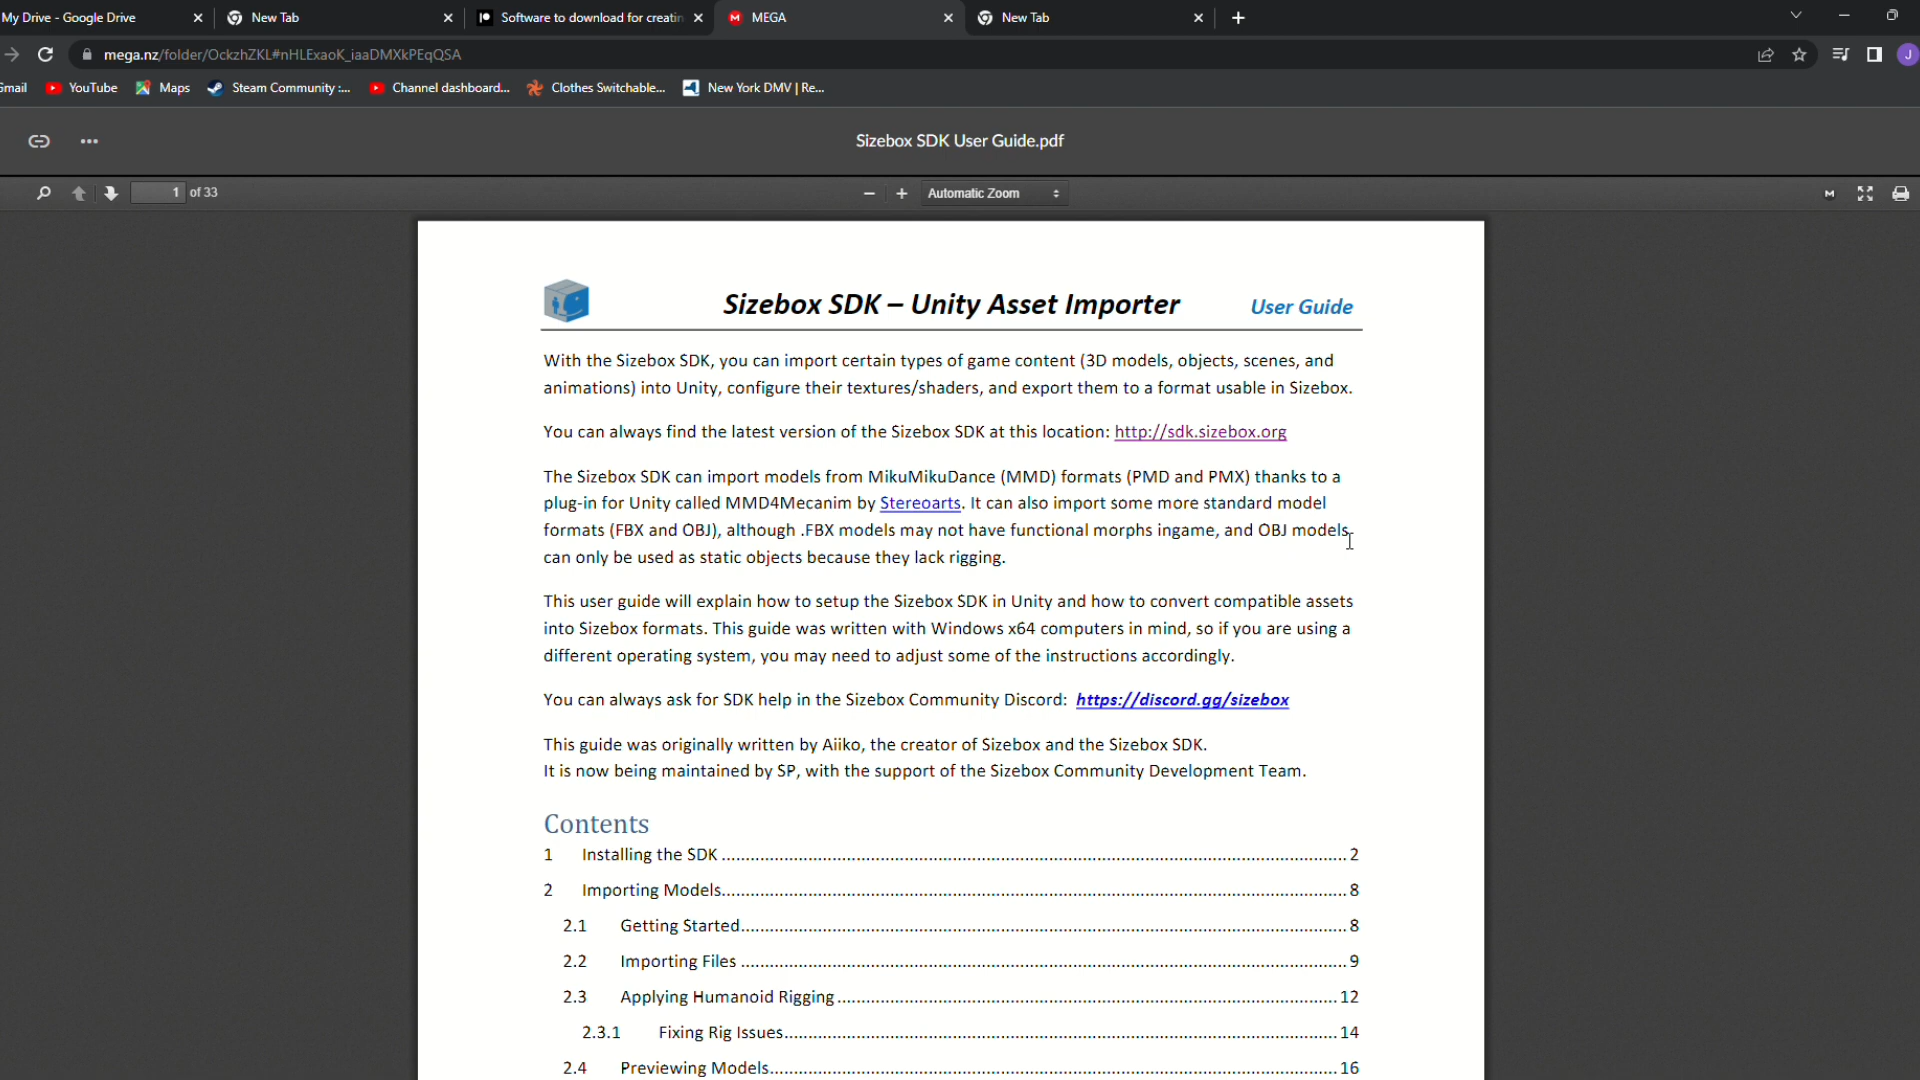 My Drive - Google Drive
New Tab
Software to download for creatin
MEGA
New Tab
mega.nz/folder/OckzhZKL#nHLExaoK_iaaDMXkPEqQSA
J
Gmail
YouTube
Maps
Steam Community :...
Channel dashboard...
Clothes Switchable...
New York DMV | Re...
Sizebox SDK User Guide.pdf
1 of 33
Automatic Zoom
M
Sizebox SDK – Unity Asset Importer
User Guide
With the Sizebox SDK, you can import certain types of game content (3D models, objects, scenes, and
animations) into Unity, configure their textures/shaders, and export them to a format usable in Sizebox.
You can always find the latest version of the Sizebox SDK at this location: http://sdk.sizebox.org
The Sizebox SDK can import models from MikuMikuDance (MMD) formats (PMD and PMX) thanks to a
plug-in for Unity called MMD4Mecanim by Stereoarts. It can also import some more standard model
formats (FBX and OBJ), although .FBX models may not have functional morphs ingame, and OBJ models
can only be used as static objects because they lack rigging.
This user guide will explain how to setup the Sizebox SDK in Unity and how to convert compatible assets
into Sizebox formats. This guide was written with Windows x64 computers in mind, so if you are using a
different operating system, you may need to adjust some of the instructions accordingly.
You can always ask for SDK help in the Sizebox Community Discord: https://discord.gg/sizebox
This guide was originally written by Aiiko, the creator of Sizebox and the Sizebox SDK.
It is now being maintained by SP, with the support of the Sizebox Community Development Team.
Contents
1 Installing the SDK 2
2 Importing Models 8
2.1 Getting Started 8
2.2 Importing Files 9
2.3 Applying Humanoid Rigging 12
2.3.1 Fixing Rig Issues 14
2.4 Previewing Models 16